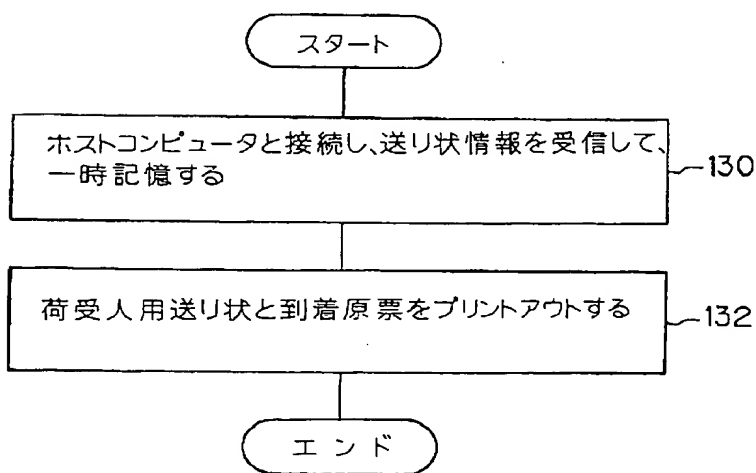 スタート
ホストコンピュータと接続し、送り状情報を受信して、
一時記憶する
130
荷受人用送り状と到着原票をプリントアウトする
132
エンド